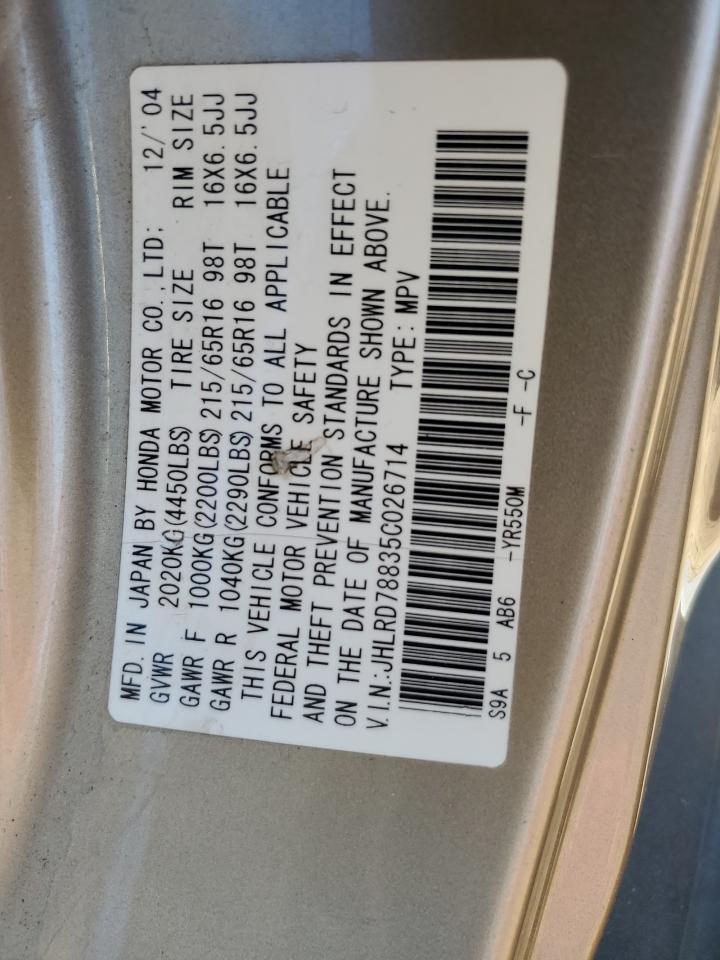 MFD. IN JAPAN BY HONDA MOTOR CO.,LTD: 12/'04
GVWR 2020KG(4450LBS) TIRE SIZE RIM SIZE
GAWR F 1000KG(2200LBS)215/65R16 98T 16X6.5JJ
GAWR R 1040KG(2290LBS)215/65R16 98T 16X6.5JJ
THIS VEHICLE CONFORMS TO ALL APPLICABLE
FEDERAL MOTOR VEHICLE SAFETY
AND THEFT PREVENTION STANDARDS IN EFFECT
ON THE DATE OF MANUFACTURE SHOWN ABOVE.
V.I.N.:JHLRD78835C026714 TYPE: MPV
S9A 5 AB6 -YR550M -F -C